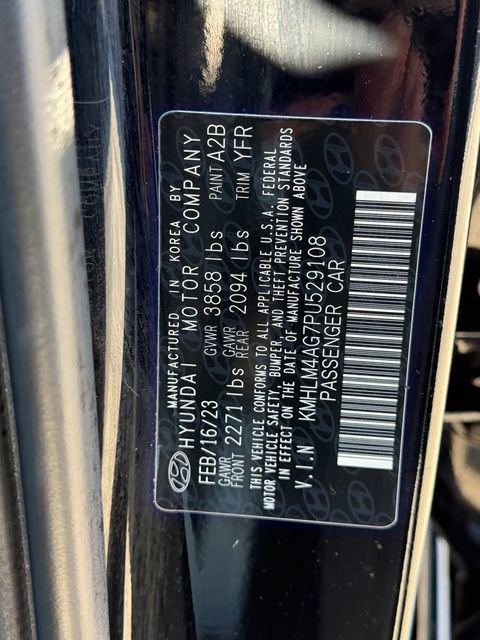 MANUFACTURED IN KOREA BY
HYUNDAI MOTOR COMPANY
FEB/16/23 GVWR 3858 lbs PAINT A2B
GAWR FRONT 2271 lbs GAWR REAR 2094 lbs TRIM YFR
THIS VEHICLE CONFORMS TO ALL APPLICABLE U.S.A. FEDERAL
MOTOR VEHICLE SAFETY, BUMPER, AND THEFT PREVENTION STANDARDS
IN EFFECT ON THE DATE OF MANUFACTURE SHOWN ABOVE
V.I.N KMHLM4AG7PU529108
PASSENGER CAR